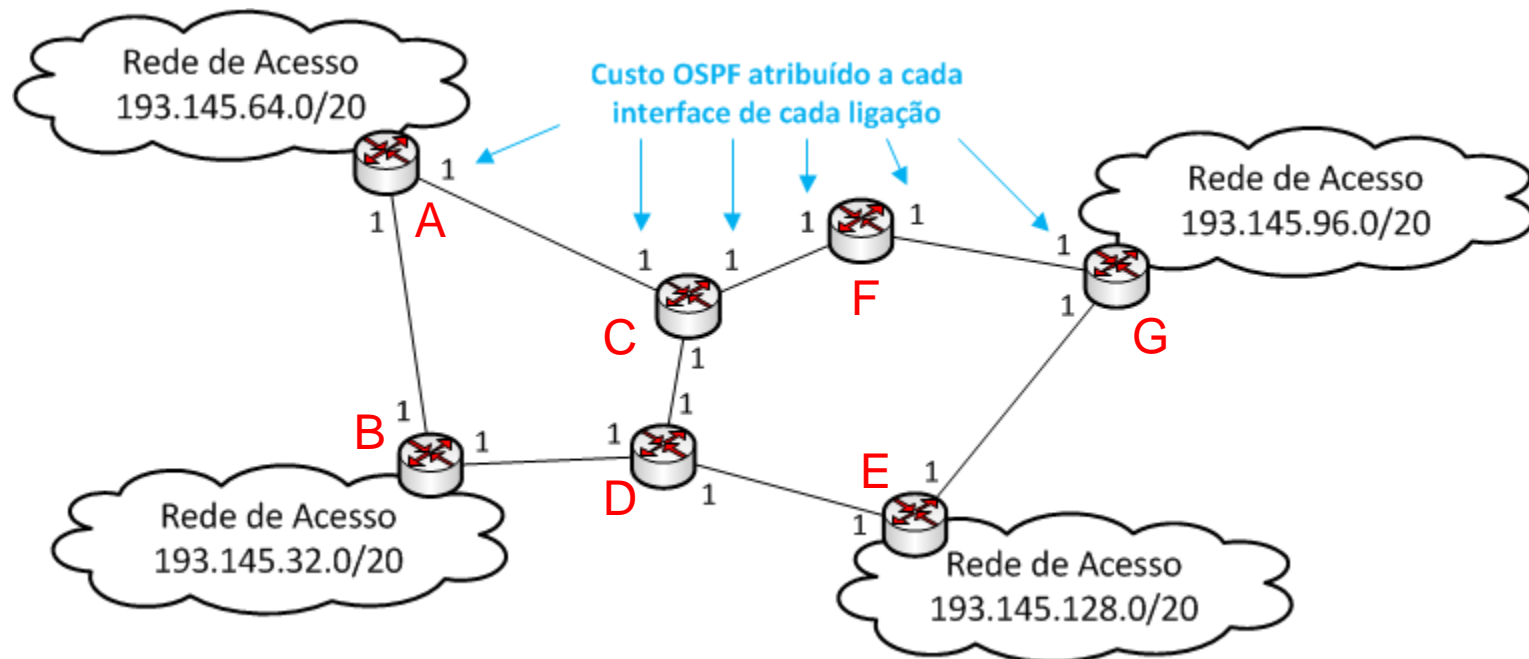 Rede de Acesso
193.145.64.0/20
Custo OSPF atribuído a cada
interface de cada ligação
Rede de Acesso
193.145.96.0/20
1
A
1
1
1
1
1
1
F
1
G
C
1
1
1
B
1
1
D
1
E
1
1
Rede de Acesso
193.145.32.0/20
Rede de Acesso
193.145.128.0/20